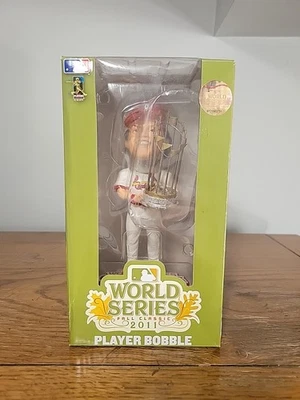 WORLD
SERIES
FALL CLASSIC
2011
PLAYER BOBBLE